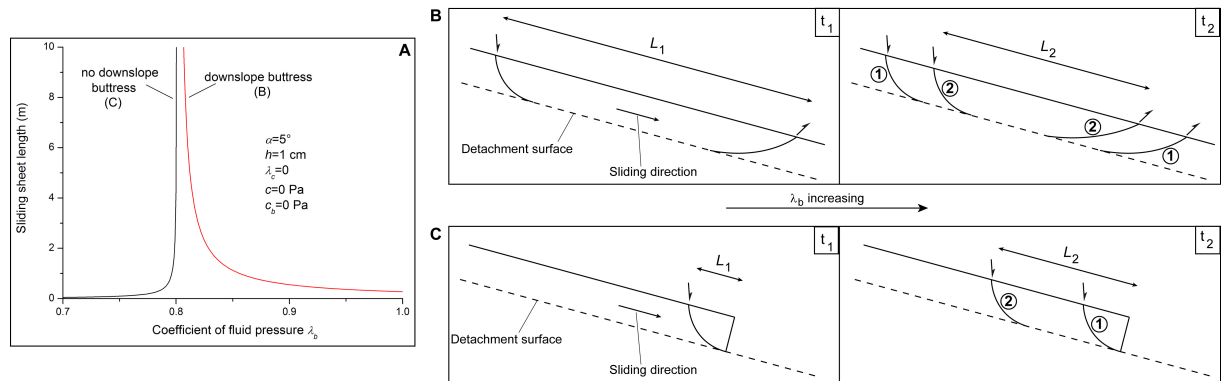 A
10
8
6
4
2
0
0.7
0.8
0.9
1.0
Sliding sheet length (m)
Coefficient of fluid pressure λb
no downslope
buttress
(C)
downslope buttress
(B)
α=5°
h=1 cm
λc=0
c=0 Pa
cb=0 Pa
B
t1
L1
Detachment surface
Sliding direction
t2
L2
1
2
2
1
λb increasing
C
t1
L1
Detachment surface
Sliding direction
t2
L2
2
1